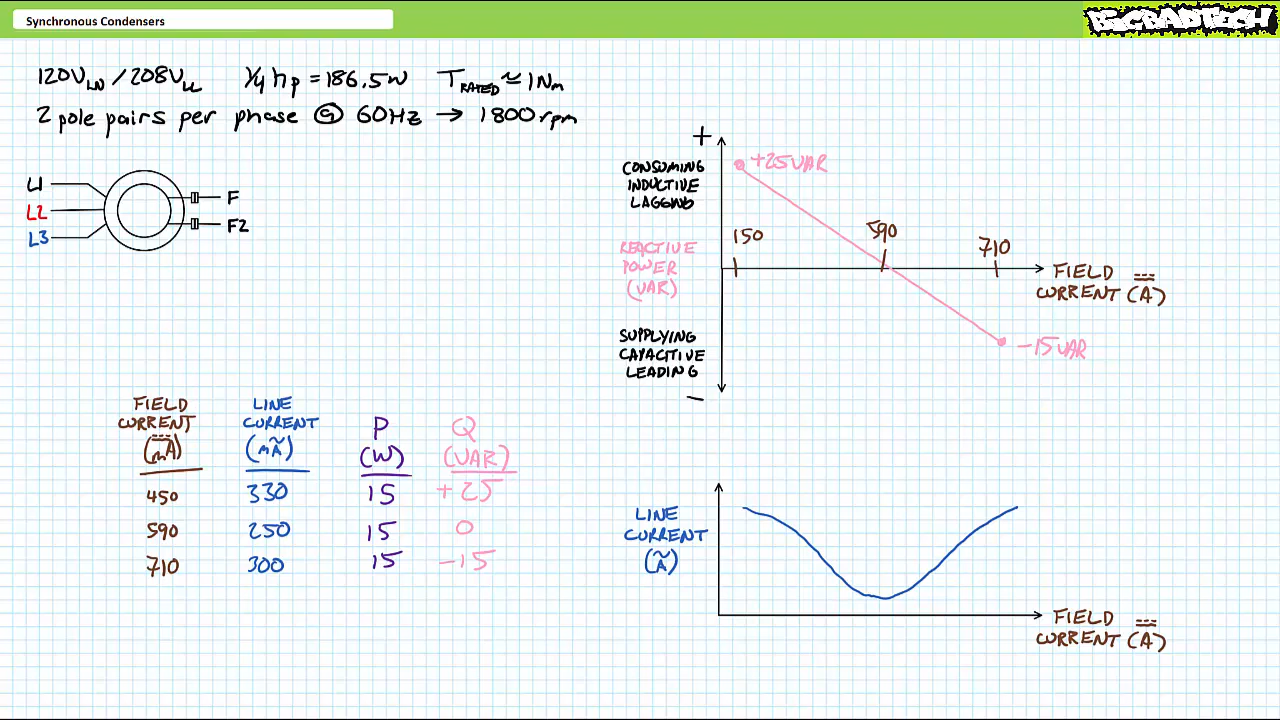 Synchronous Condensers
BIGBADTECH
120V LN / 208V LL 1/4 hp = 186.5W T RATED ≈ 1Nm
2 pole pairs per phase @ 60Hz → 1800 rpm
L1
L2
L3
F
F2
+
CONSUMING
INDUCTIVE
LAGGING
REACTIVE
POWER
(VAR)
SUPPLYING
CAPACITIVE
LEADING
−
+25VAR
150
590
710
−15VAR
FIELD
CURRENT (A)
FIELD
CURRENT
(mA)
450
590
710
LINE
CURRENT
(mA)
330
250
300
P
(W)
15
15
15
Q
(VAR)
+25
0
−15
LINE
CURRENT
(A)
FIELD
CURRENT (A)